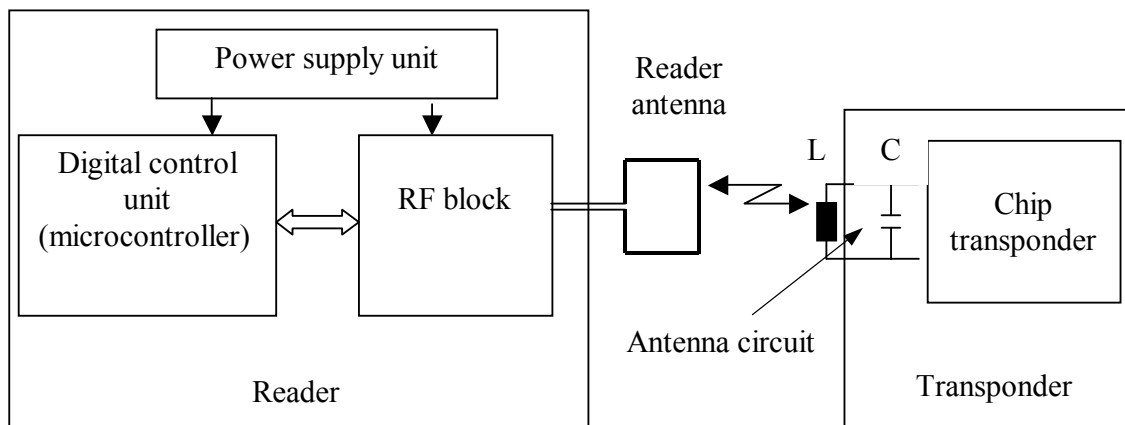 Power supply unit
Reader
antenna
Digital control
unit
(microcontroller)
RF block
L
C
Chip
transponder
Antenna circuit
Reader
Transponder